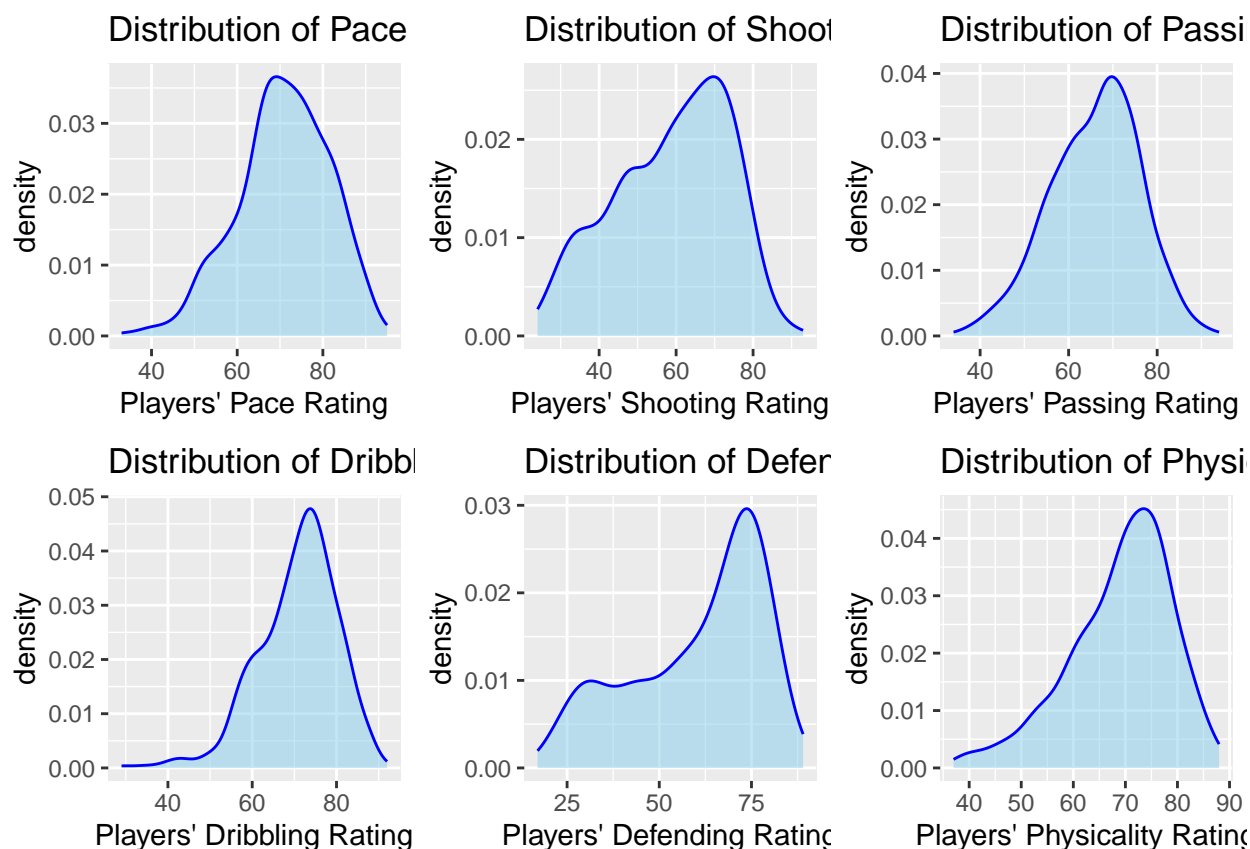 Distribution of Pace
0.03
0.02
0.01
0.00
density
40 60 80
Players' Pace Rating
Distribution of Shoot
0.02
0.01
0.00
density
40 60 80
Players' Shooting Rating
Distribution of Passi
0.04
0.03
0.02
0.01
0.00
density
40 60 80
Players' Passing Rating
Distribution of Dribbl
0.05
0.04
0.03
0.02
0.01
0.00
density
40 60 80
Players' Dribbling Rating
Distribution of Defen
0.03
0.02
0.01
0.00
density
25 50 75
Players' Defending Rating
Distribution of Physi
0.04
0.03
0.02
0.01
0.00
density
40 50 60 70 80 90
Players' Physicality Rating